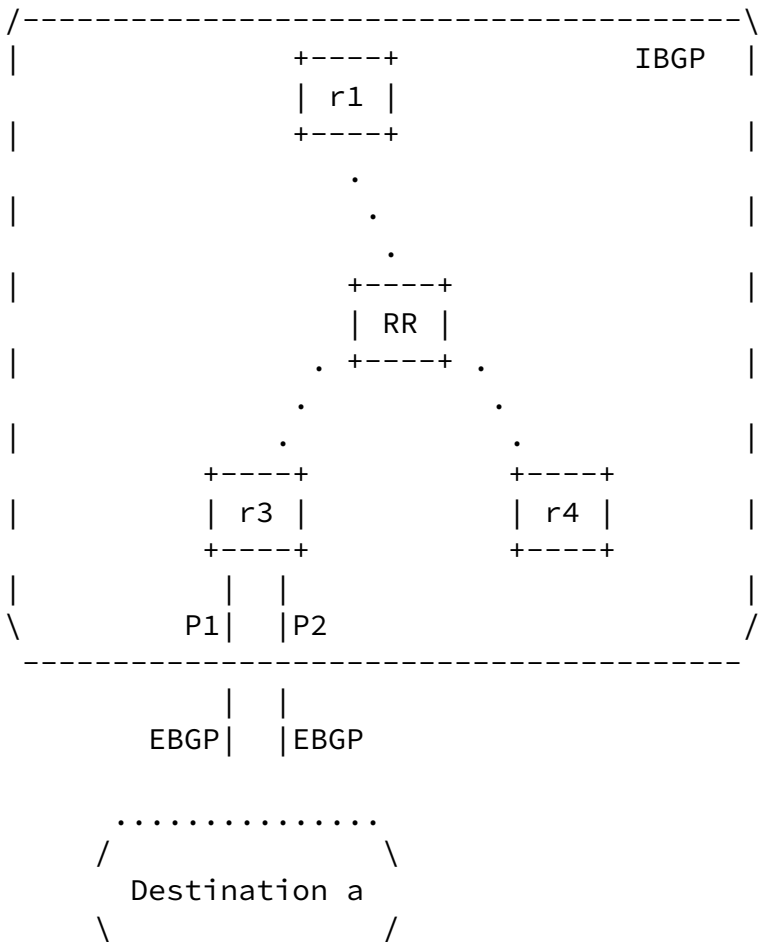 IBGP
r1
RR
r3 r4
P1 P2
EBGP EBGP
Destination a